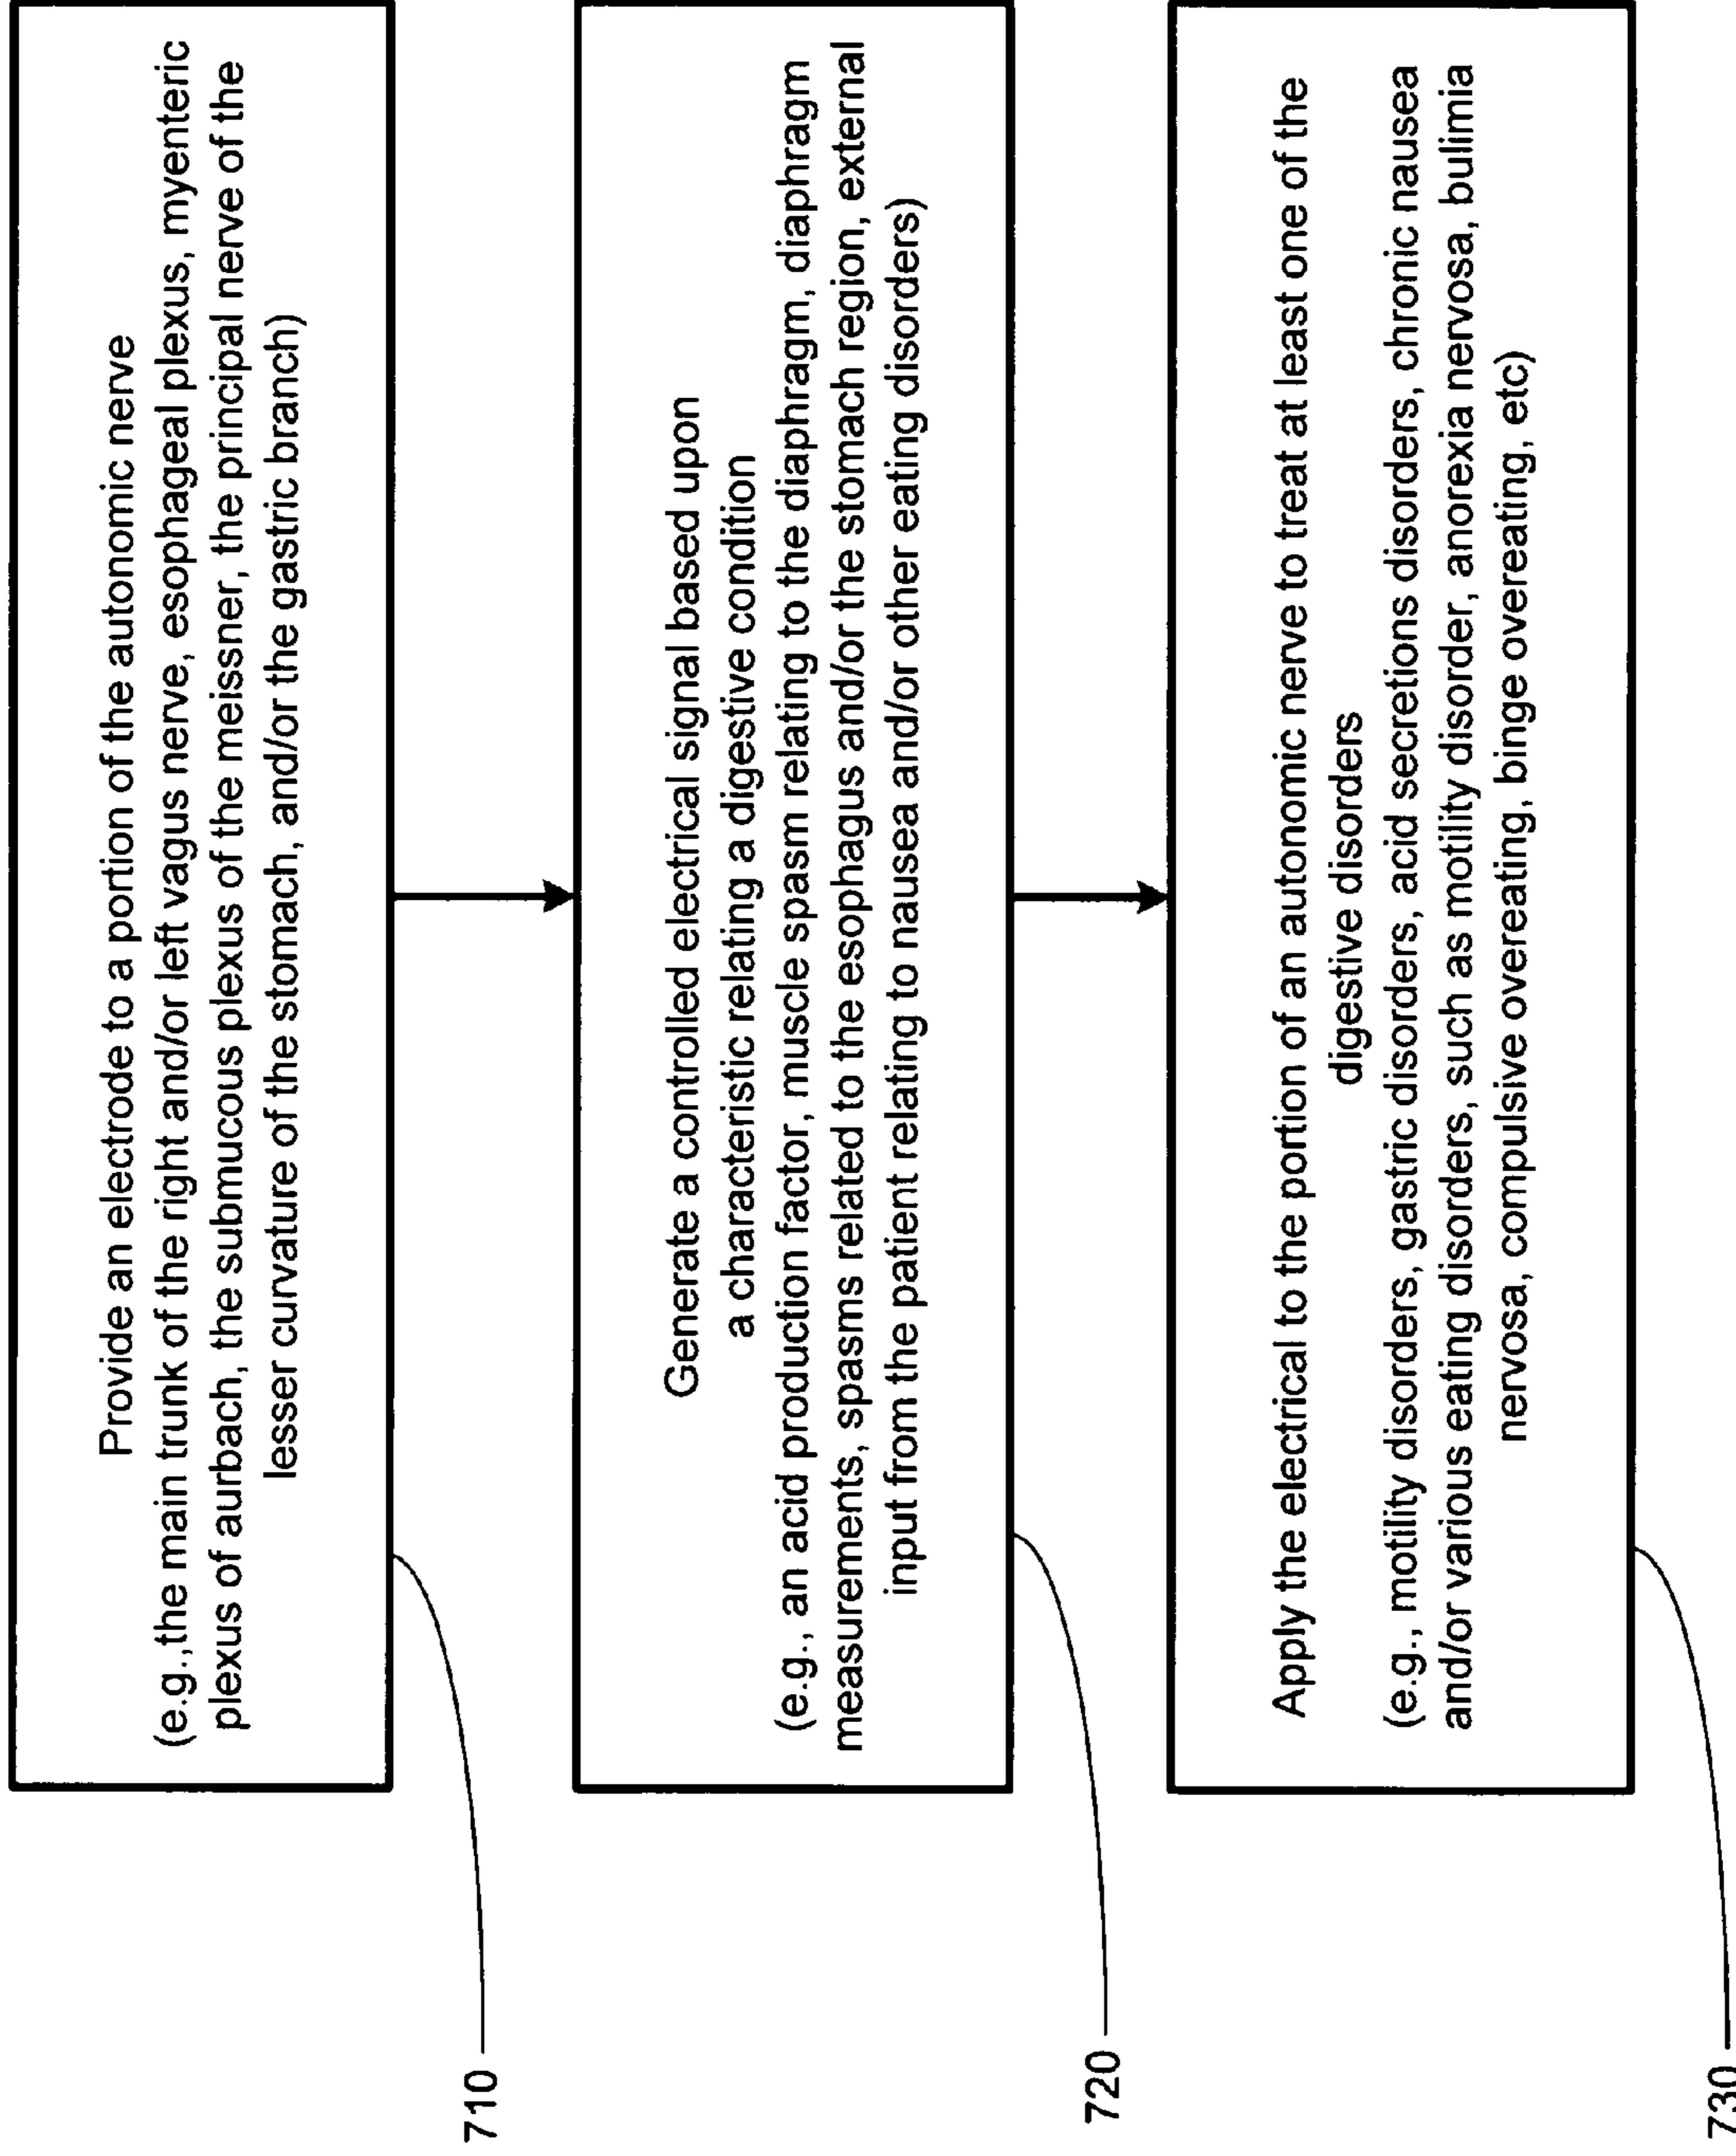 Provide an electrode to a portion of the autonomic nerve
(e.g.,the main trunk of the right and/or left vagus nerve, esophageal plexus, myenteric
plexus of aurbach, the submucous plexus of the meissner, the principal nerve of the
lesser curvature of the stomach, and/or the gastric branch)
710
Generate a controlled electrical signal based upon
a characteristic relating a digestive condition
(e.g., an acid production factor, muscle spasm relating to the diaphragm, diaphragm
measurements, spasms related to the esophagus and/or the stomach region, external
input from the patient relating to nausea and/or other eating disorders)
720
Apply the electrical to the portion of an autonomic nerve to treat at least one of the
digestive disorders
(e.g., motility disorders, gastric disorders, acid secretions disorders, chronic nausea
and/or various eating disorders, such as motility disorder, anorexia nervosa, bulimia
nervosa, compulsive overeating, binge overeating, etc)
730